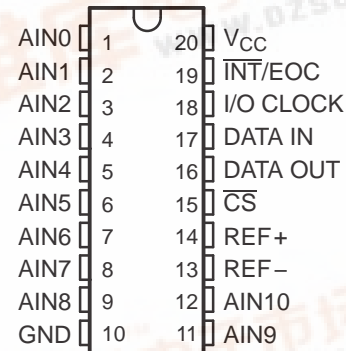 AIN0 1 20 VCC
AIN1 2 19 INT/EOC
AIN2 3 18 I/O CLOCK
AIN3 4 17 DATA IN
AIN4 5 16 DATA OUT
AIN5 6 15 CS
AIN6 7 14 REF+
AIN7 8 13 REF−
AIN8 9 12 AIN10
GND 10 11 AIN9